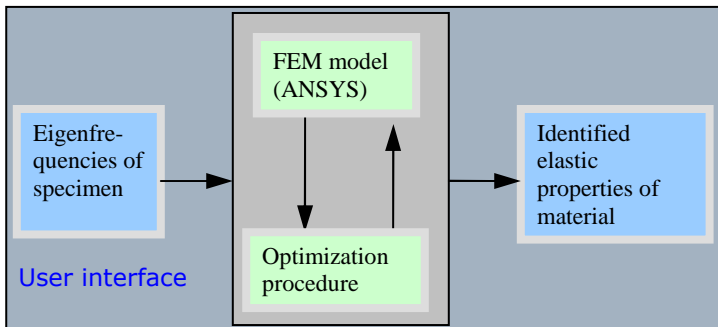 FEM model
(ANSYS)
Eigenfre-
quencies of
specimen
Identified
elastic
properties of
material
Optimization
procedure
User interface